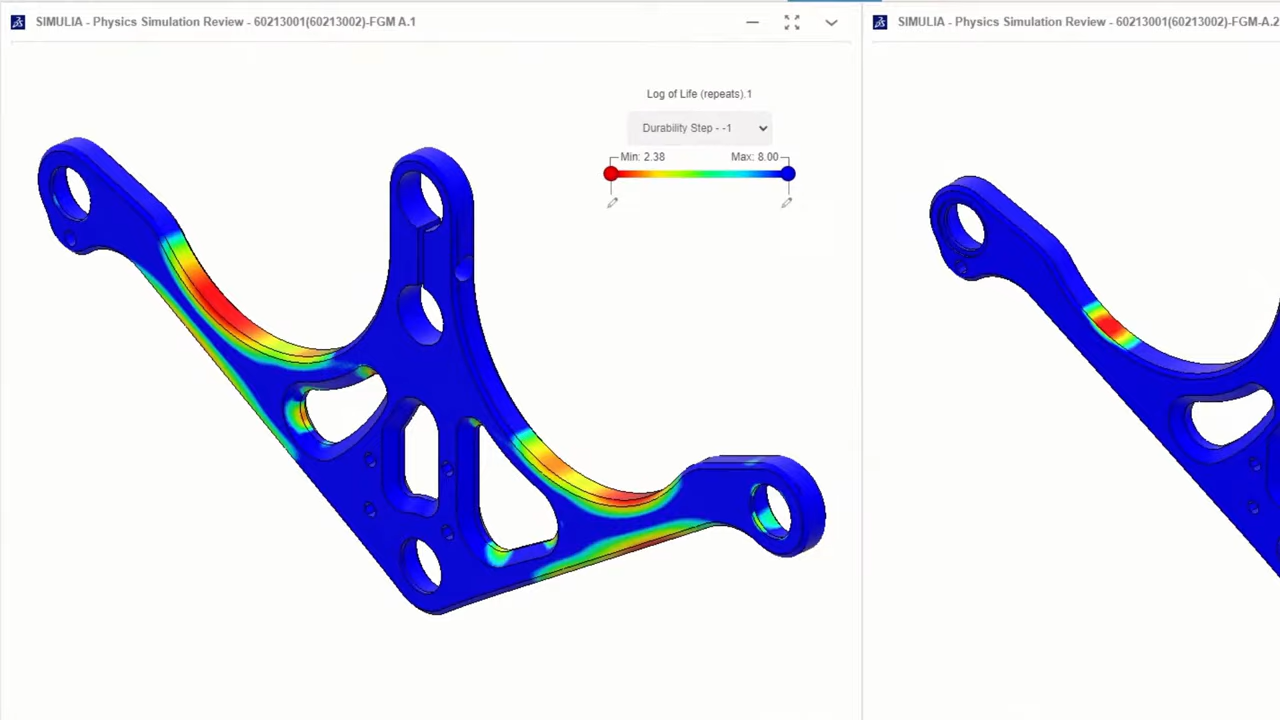 SIMULIA - Physics Simulation Review - 60213001(60213002)-FGM A.1
SIMULIA - Physics Simulation Review - 60213001(60213002)-FGM-A.2
Log of Life (repeats).1
Durability Step - -1
Min: 2.38
Max: 8.00